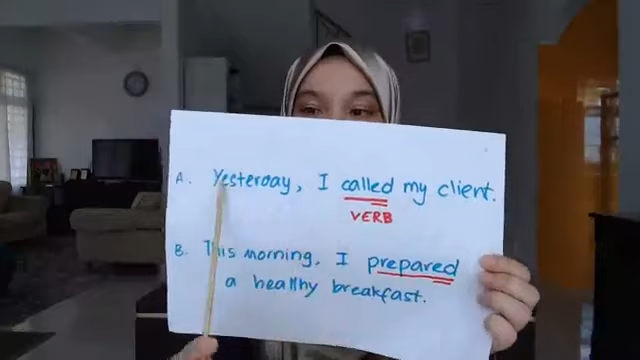 A. Yesterday, I called my client.
VERB
B. This morning, I prepared
a healthy breakfast.